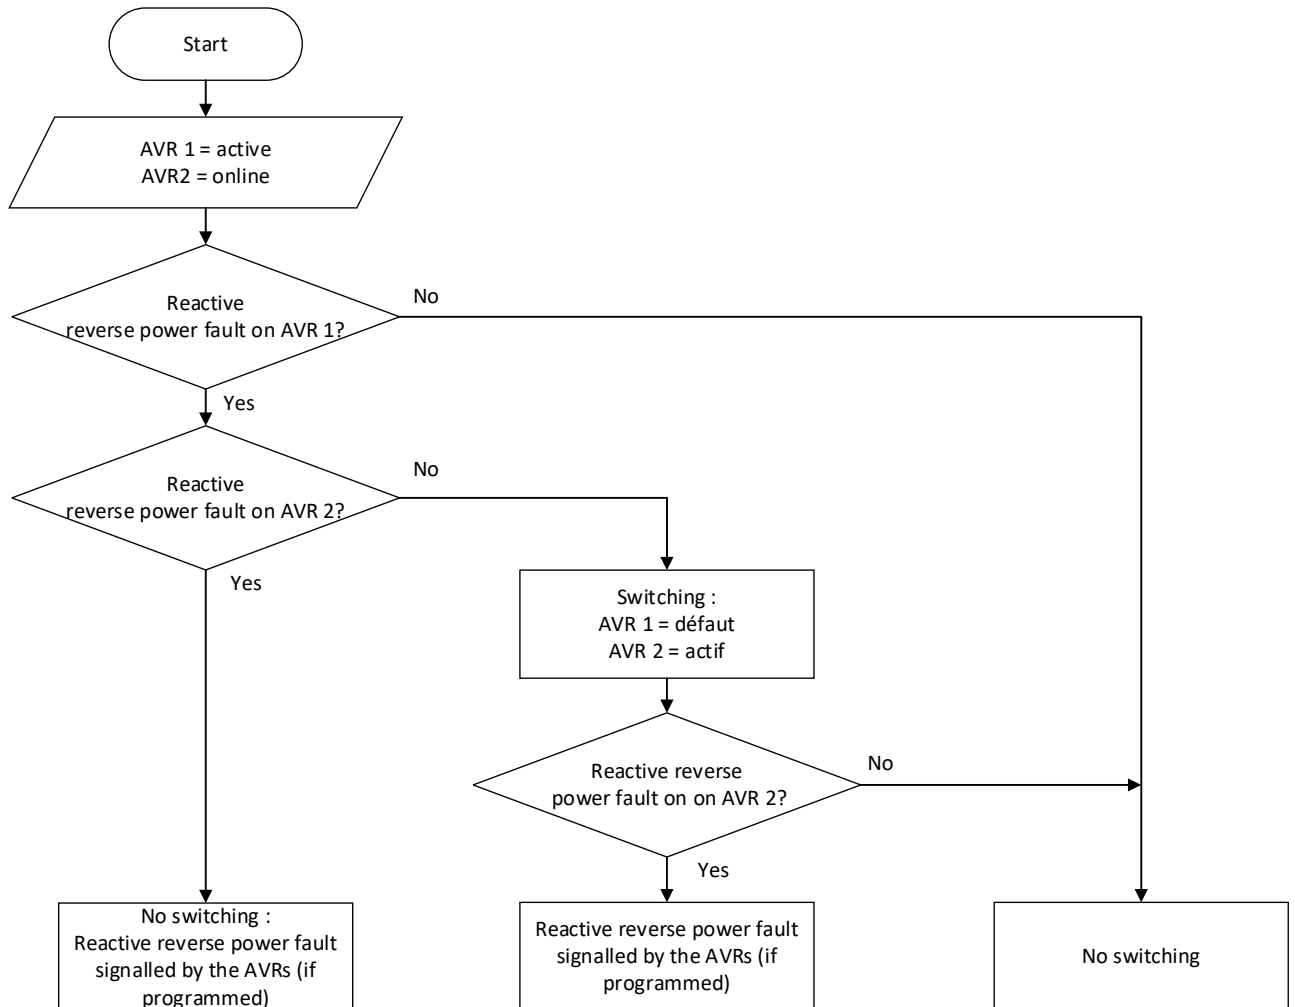 Start
AVR 1 = active
AVR2 = online
Reactive
reverse power fault on AVR 1?
No
Yes
Reactive
reverse power fault on AVR 2?
No
Yes
Switching :
AVR 1 = défaut
AVR 2 = actif
Reactive reverse
power fault on on AVR 2?
No
Yes
No switching :
Reactive reverse power fault
signalled by the AVRs (if
programmed)
Reactive reverse power fault
signalled by the AVRs (if
programmed)
No switching